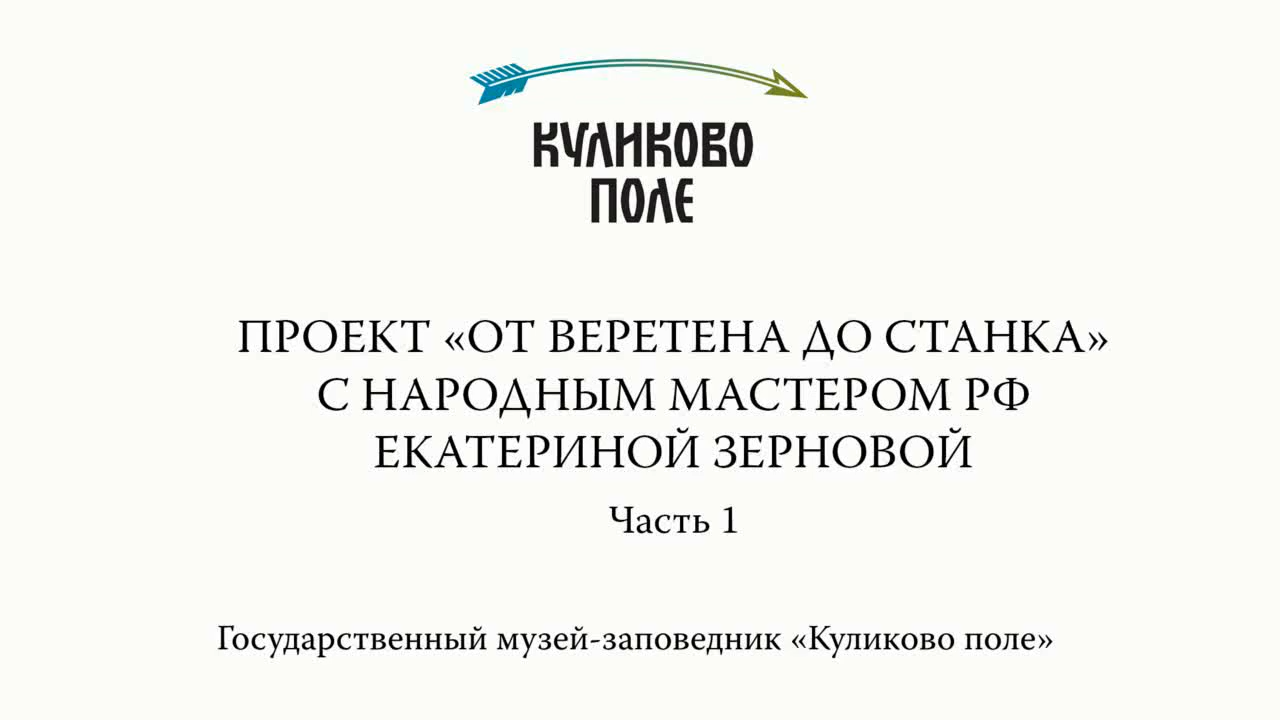 КУЛИКОВО
ПОЛЕ
ПРОЕКТ «ОТ ВЕРЕТЕНА ДО СТАНКА»
С НАРОДНЫМ МАСТЕРОМ РФ
ЕКАТЕРИНОЙ ЗЕРНОВОЙ
Часть 1
Государственный музей-заповедник «Куликово поле»